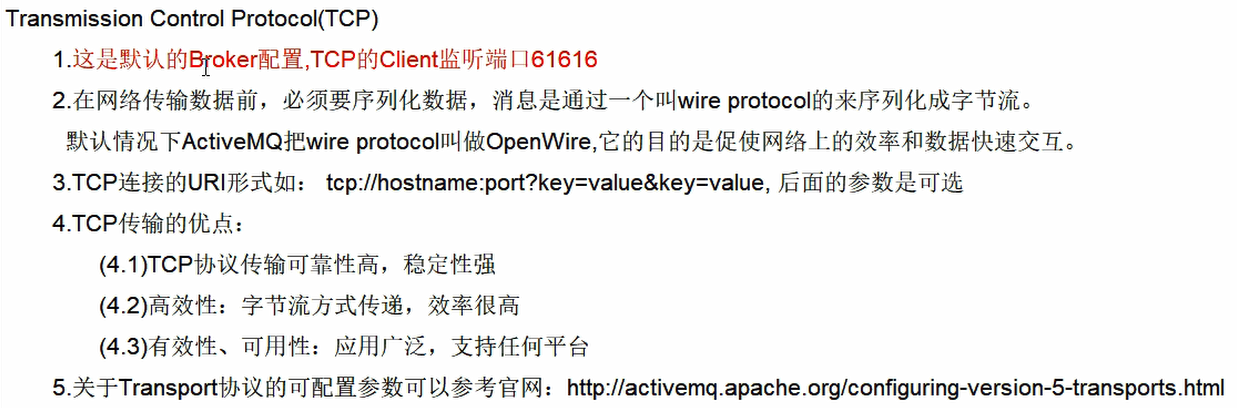 Transmission Control Protocol(TCP)
1.这是默认的Broker配置,TCP的Client监听端口61616
2.在网络传输数据前，必须要序列化数据，消息是通过一个叫wire protocol的来序列化成字节流。
默认情况下ActiveMQ把wire protocol叫做OpenWire,它的目的是促使网络上的效率和数据快速交互。
3.TCP连接的URI形式如： tcp://hostname:port?key=value&key=value, 后面的参数是可选
4.TCP传输的优点：
(4.1)TCP协议传输可靠性高，稳定性强
(4.2)高效性：字节流方式传递，效率很高
(4.3)有效性、可用性：应用广泛，支持任何平台
5.关于Transport协议的可配置参数可以参考官网：http://activemq.apache.org/configuring-version-5-transports.html